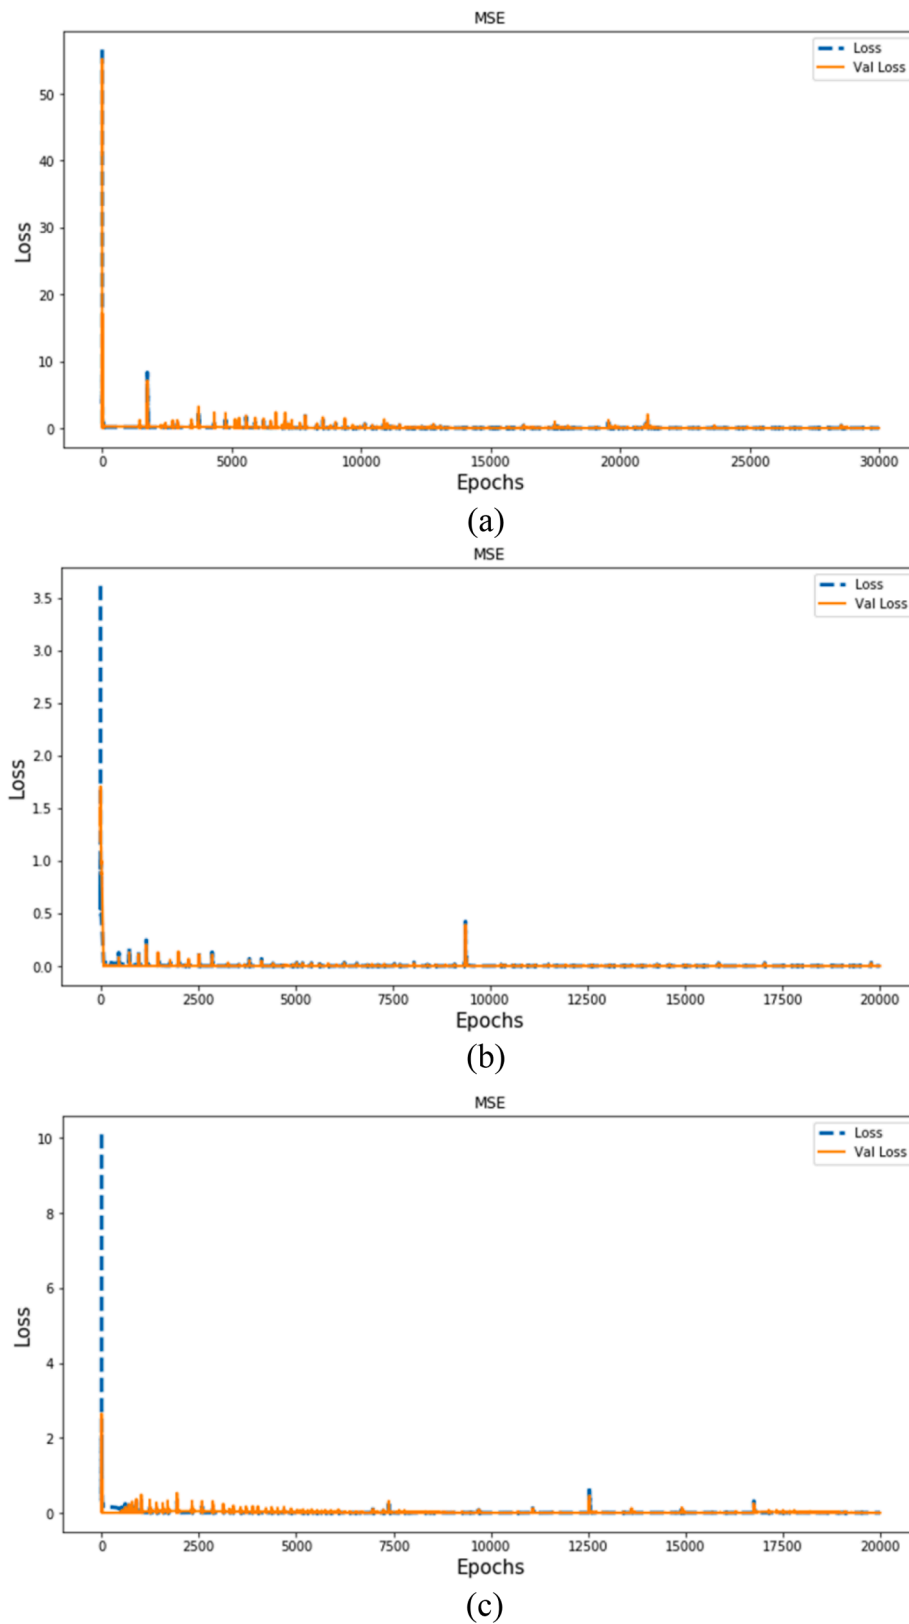 MSE
Loss
Val Loss
50
40
30
20
10
0
Loss
0 5000 10000 15000 20000 25000 30000
Epochs
(a)
MSE
Loss
Val Loss
3.5
3.0
2.5
2.0
1.5
1.0
0.5
0.0
Loss
0 2500 5000 7500 10000 12500 15000 17500 20000
Epochs
(b)
MSE
Loss
Val Loss
10
8
6
4
2
0
Loss
0 2500 5000 7500 10000 12500 15000 17500 20000
Epochs
(c)